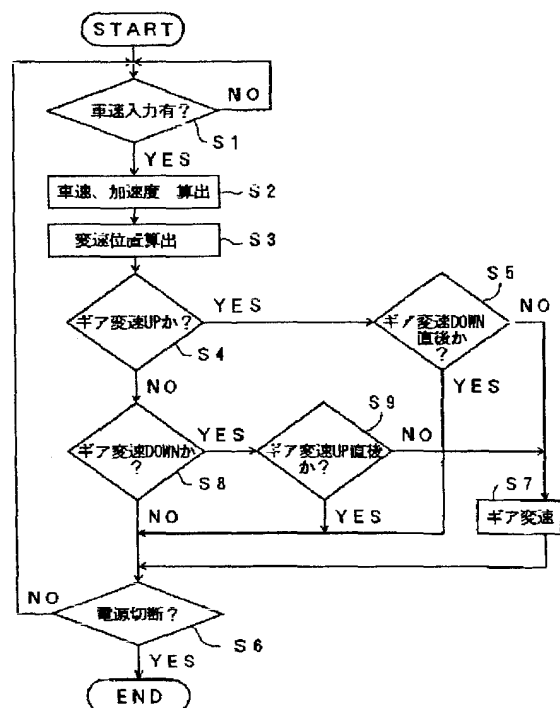 START
車速入力有？
NO
S1
YES
車速、加速度 算出
S2
変速位置算出
S3
ギア変速UPか？
YES
S4
NO
S5
ギア変速DOWN
直後か
？
NO
YES
ギア変速DOWNか
？
YES
S8
NO
S9
ギア変速UP直後
か？
NO
YES
S7
ギア変速
電源切断？
NO
S6
YES
END